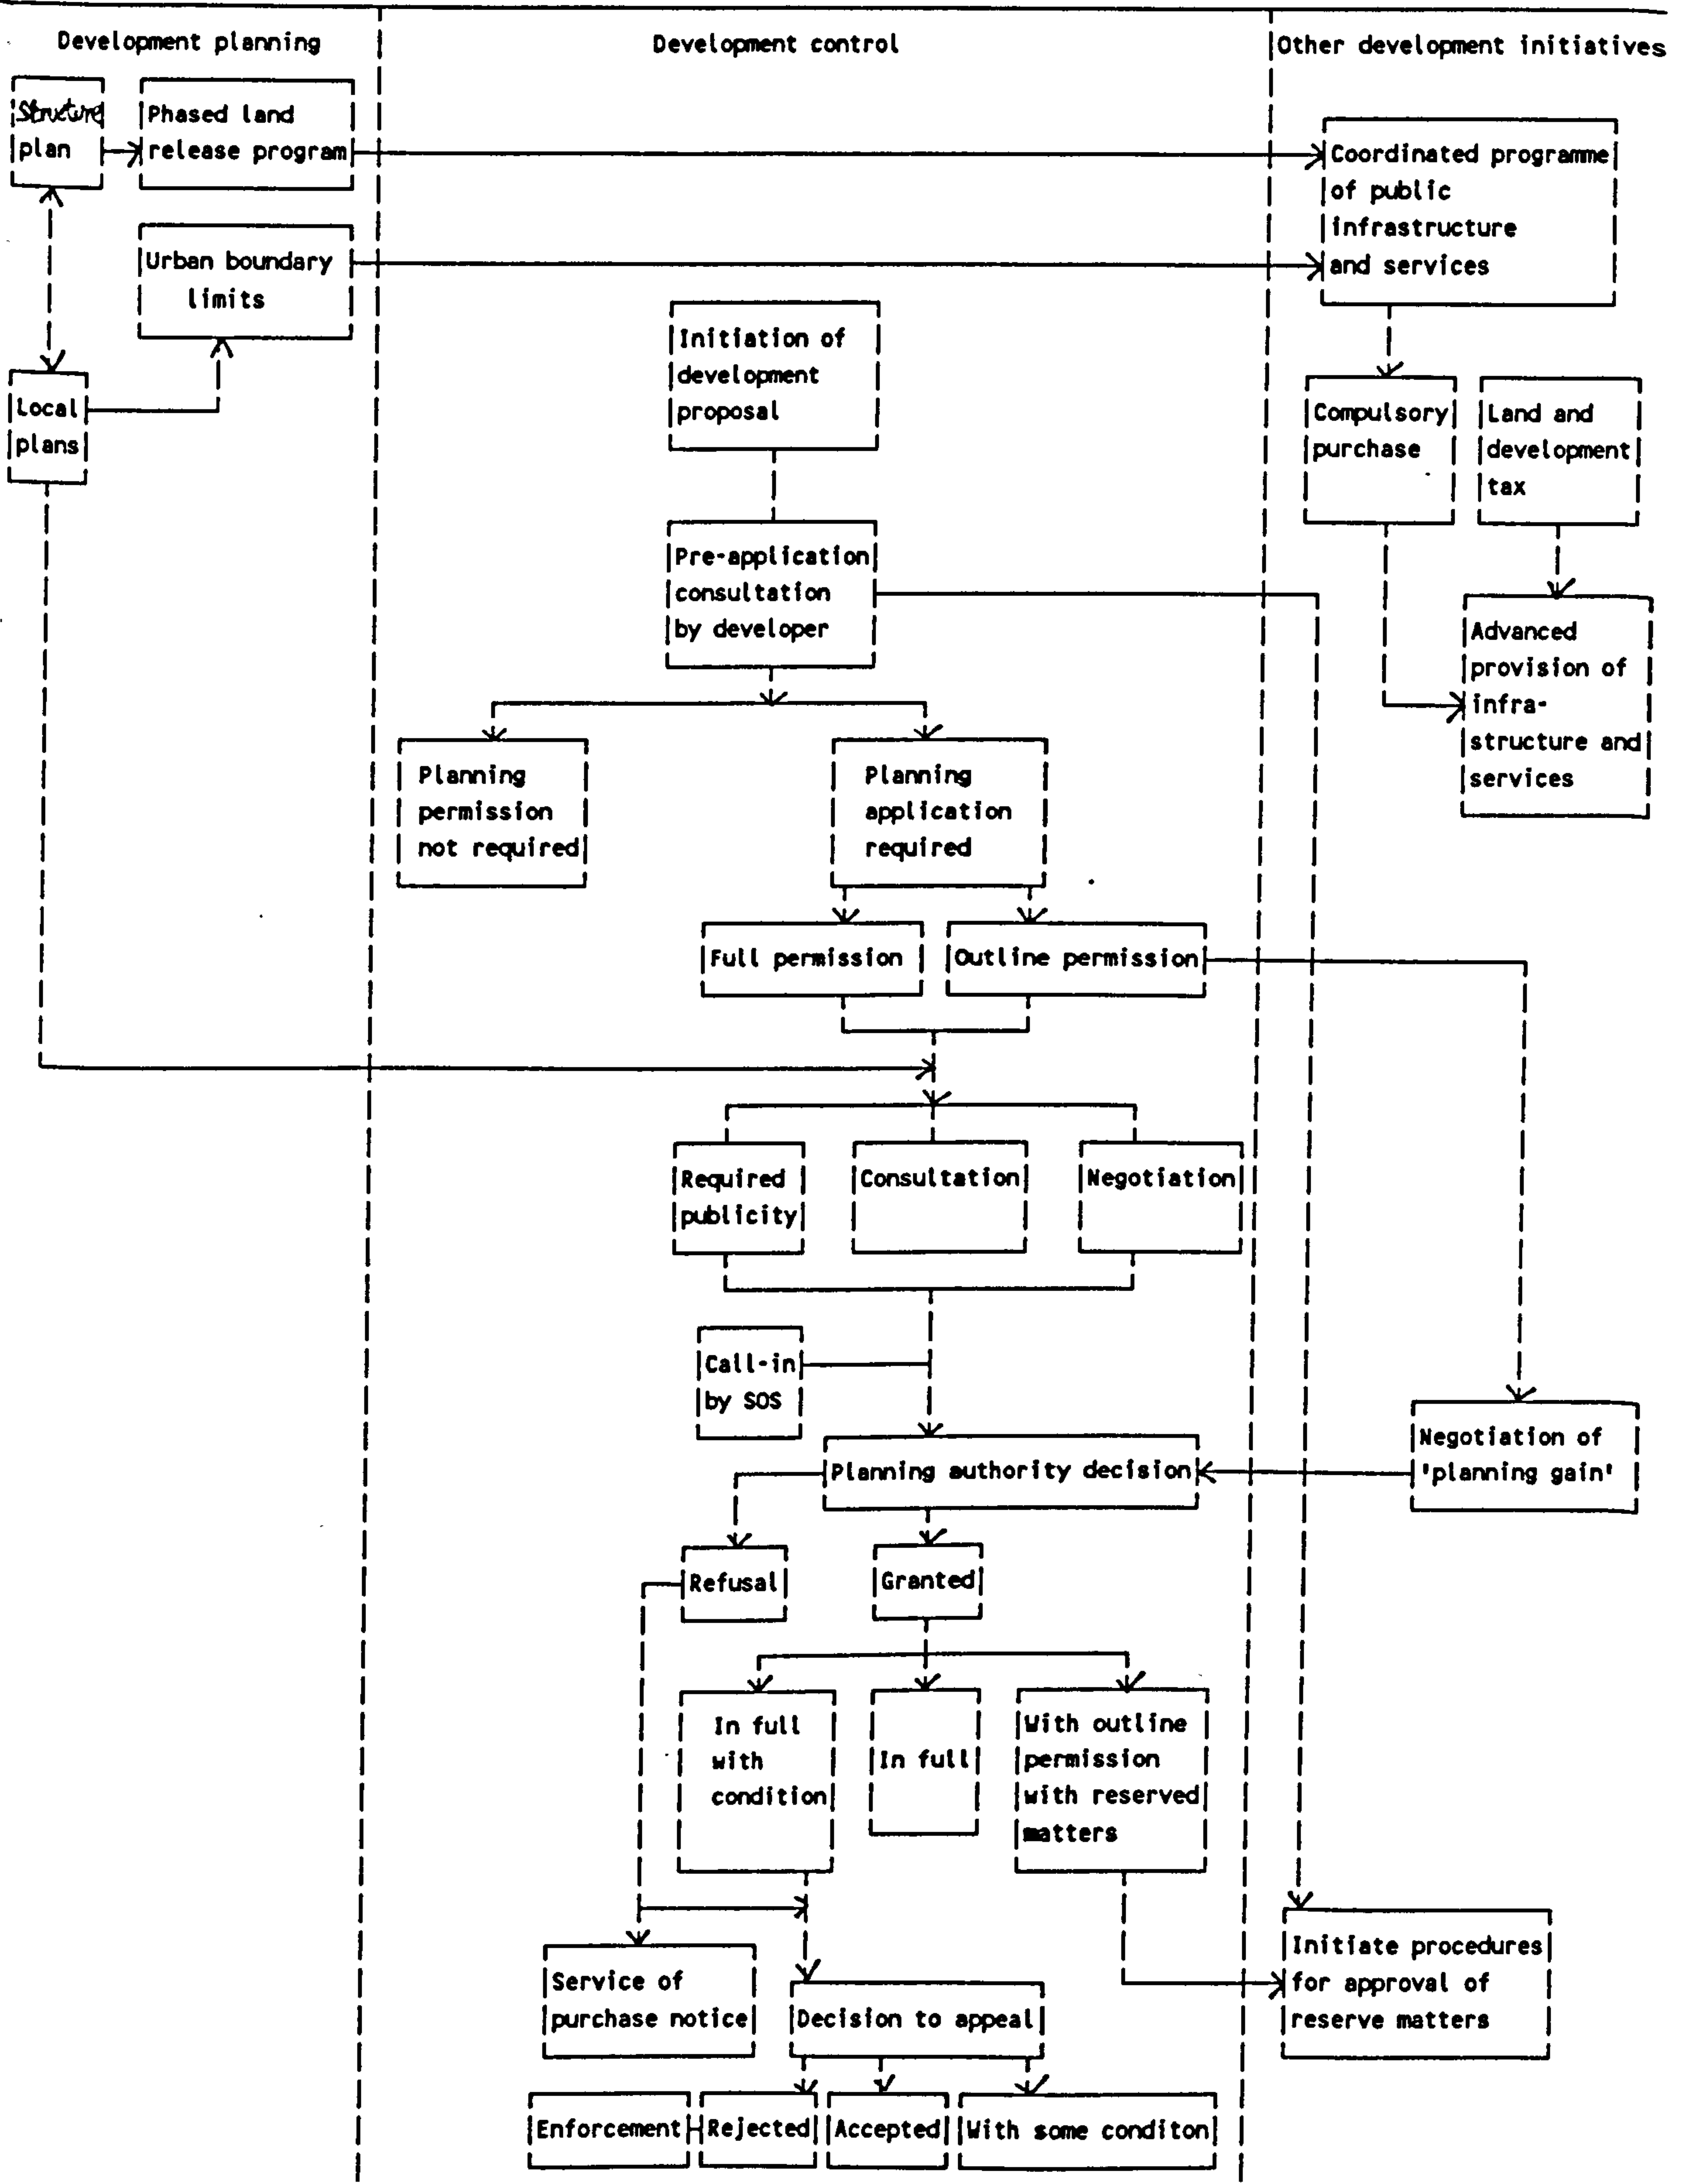 Development planning
Development control
Other development initiatives
Structure
plan
Phased land
release program
Coordinated programme
of public
infrastructure
and services
Urban boundary
limits
Initiation of
development
proposal
Local
plans
Compulsory
purchase
Land and
development
tax
Pre-application
consultation
by developer
Advanced
provision of
infra-
structure and
services
Planning
permission
not required
Planning
application
required
Full permission
Outline permission
Required
publicity
Consultation
Negotiation
Call-in
by SOS
Planning authority decision
Negotiation of
'planning gain'
Refusal
Granted
In full
with
condition
In full
With outline
permission
with reserved
matters
Initiate procedures
for approval of
reserve matters
Service of
purchase notice
Decision to appeal
Enforcement
Rejected
Accepted
With some conditon